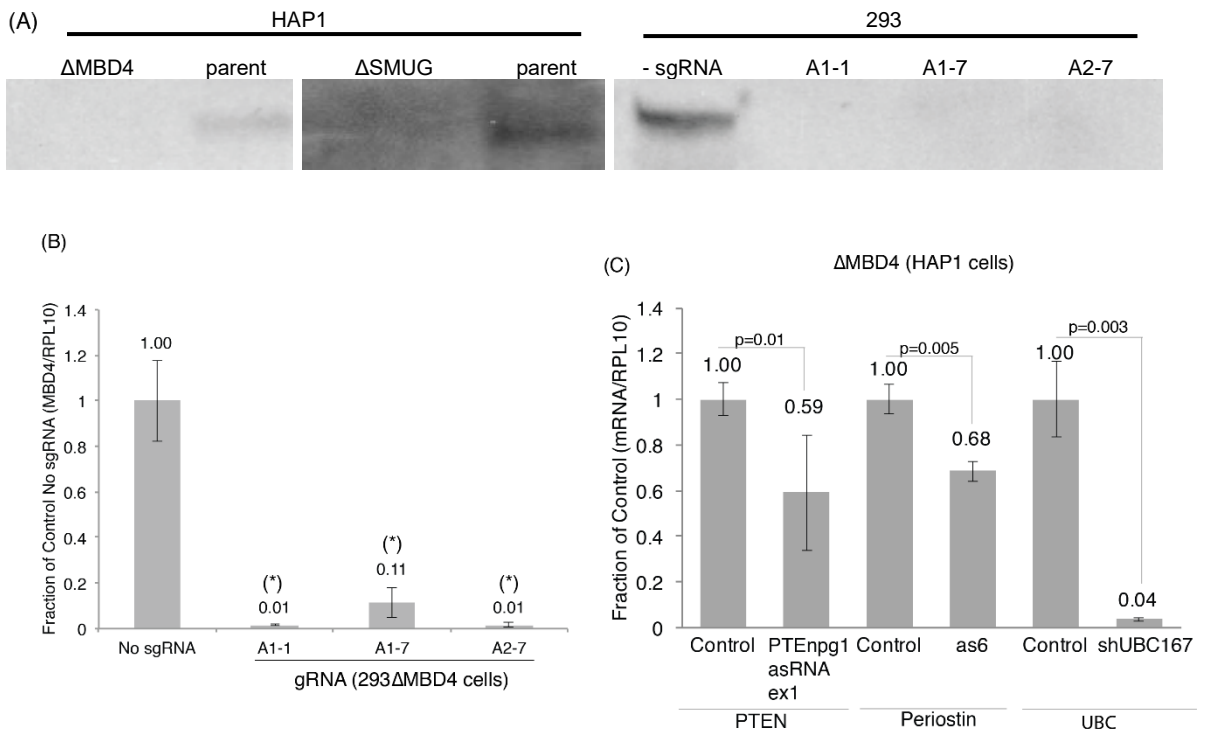 (A)
HAP1
293
ΔMBD4 parent ΔSMUG parent
- sgRNA A1-1 A1-7 A2-7
(B)
Fraction of Control No sgRNA (MBD4/RPL10)
1.4
1.2
1
0.8
0.6
0.4
0.2
0
1.00
(*)
0.01
(*)
0.11
(*)
0.01
No sgRNA A1-1 A1-7 A2-7
gRNA (293ΔMBD4 cells)
(C)
ΔMBD4 (HAP1 cells)
Fraction of Control (mRNA/RPL10)
1.4
1.2
1
0.8
0.6
0.4
0.2
0
p=0.01
1.00
0.59
p=0.005
1.00
0.68
p=0.003
1.00
0.04
Control PTEnpg1 Control as6 Control shUBC167
asRNA
ex1
PTEN Periostin UBC